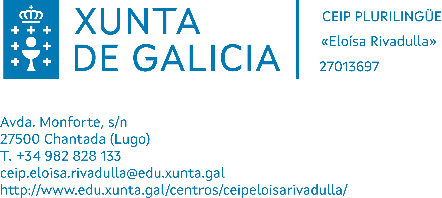 XUNTA
DE GALICIA
CEIP PLURILINGÜE
«Eloísa Rivadulla»
27013697
Avda. Monforte, s/n
27500 Chantada (Lugo)
T. +34 982 828 133
ceip.eloisa.rivadulla@edu.xunta.gal
http://www.edu.xunta.gal/centros/ceipeloisarivadulla/